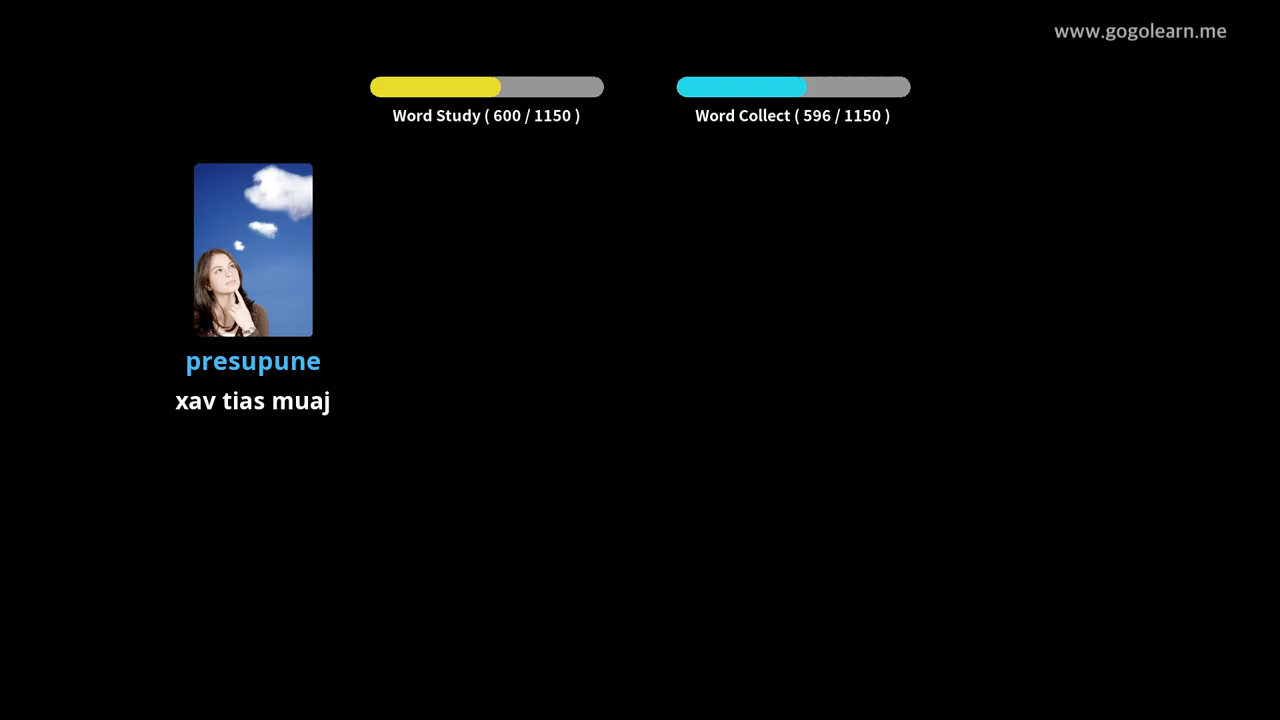 www.gogolearn.me
Word Study ( 600 / 1150 )
Word Collect ( 596 / 1150 )
presupune
xav tias muaj